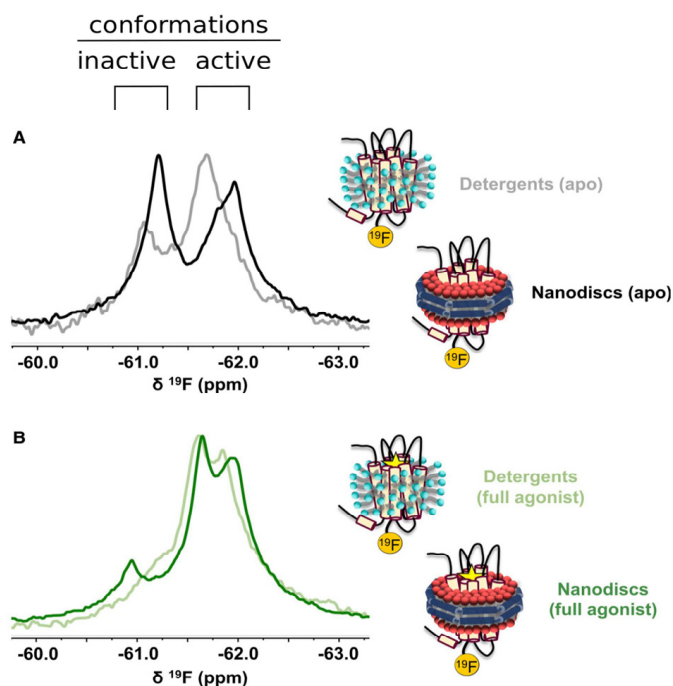 conformations
inactive active
A
Detergents (apo)
19F
Nanodiscs (apo)
19F
-60.0 -61.0 -62.0 -63.0
δ 19F (ppm)
B
Detergents
(full agonist)
19F
Nanodiscs
(full agonist)
19F
-60.0 -61.0 -62.0 -63.0
δ 19F (ppm)